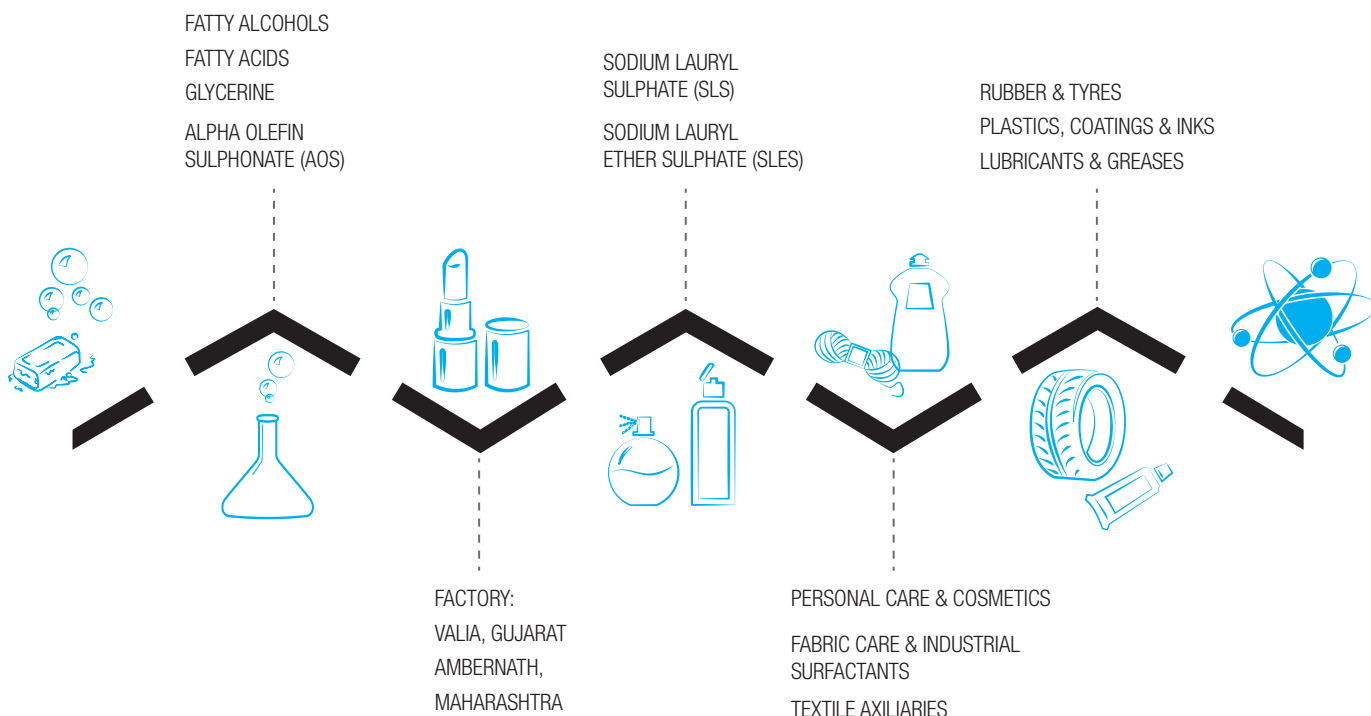 FATTY ALCOHOLS
FATTY ACIDS
GLYCERINE
ALPHA OLEFIN
SULPHONATE (AOS)
SODIUM LAURYL
SULPHATE (SLS)
SODIUM LAURYL
ETHER SULPHATE (SLES)
RUBBER & TYRES
PLASTICS, COATINGS & INKS
LUBRICANTS & GREASES
FACTORY:
VALIA, GUJARAT
AMBERNATH,
MAHARASHTRA
PERSONAL CARE & COSMETICS
FABRIC CARE & INDUSTRIAL
SURFACTANTS
TEXTILE AXILIARIES